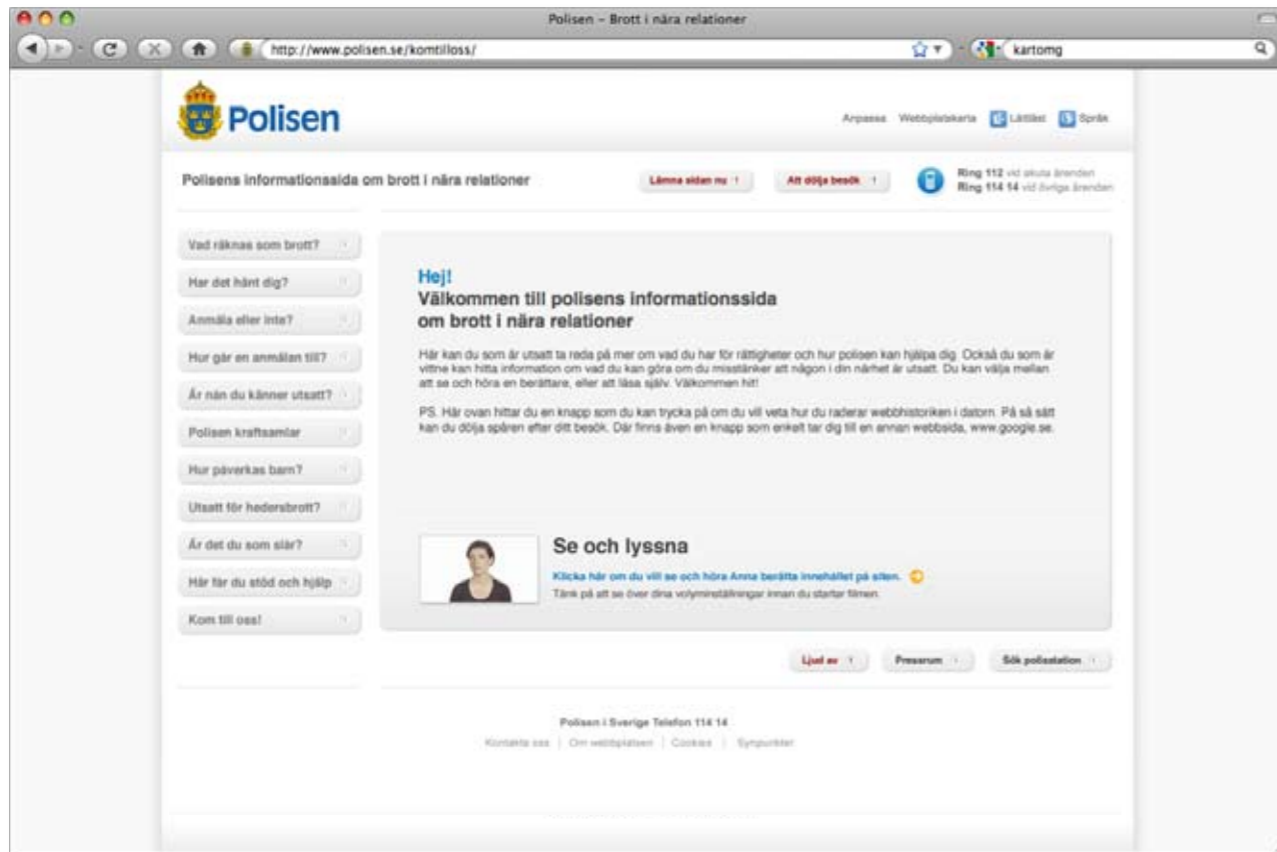 Polisen – Brott i nära relationer
http://www.polisen.se/komtilloss/
kartomg
Polisen
Anpassa Webbplatskarta Lättläst Språk
Polisens informationssida om brott i nära relationer
Lämna sidan nu
Att dölja besök
Ring 112 vid akuta ärenden
Ring 114 14 vid övriga ärenden
Vad räknas som brott?
Har det hänt dig?
Anmäla eller inte?
Hur går en anmälan till?
Är nån du känner utsatt?
Polisen kraftsamlar
Hur påverkas barn?
Utsatt för hedersbrott?
Är det du som slår?
Här får du stöd och hjälp
Kom till oss!
Hej!
Välkommen till polisens informationssida
om brott i nära relationer
Här kan du som är utsatt ta reda på mer om vad du har för rättigheter och hur polisen kan hjälpa dig. Också du som är
vittne kan hitta information om vad du kan göra om du misstänker att någon i din närhet är utsatt. Du kan välja mellan
att se och höra en berättare, eller att läsa själv. Välkommen hit!
PS. Här ovan hittar du en knapp som du kan trycka på om du vill veta hur du raderar webbhistoriken i datorn. På så sätt
kan du dölja spåren efter ditt besök. Där finns även en knapp som enkelt tar dig till en annan webbsida, www.google.se.
Se och lyssna
Klicka här om du vill se och höra Anna berätta innehållet på siten.
Tänk på att se över dina volyminställningar innan du startar filmen.
Ljud av
Pressrum
Sök polisstation
Polisen i Sverige Telefon 114 14
Kontakta oss | Om webbplatsen | Cookies | Synpunkter